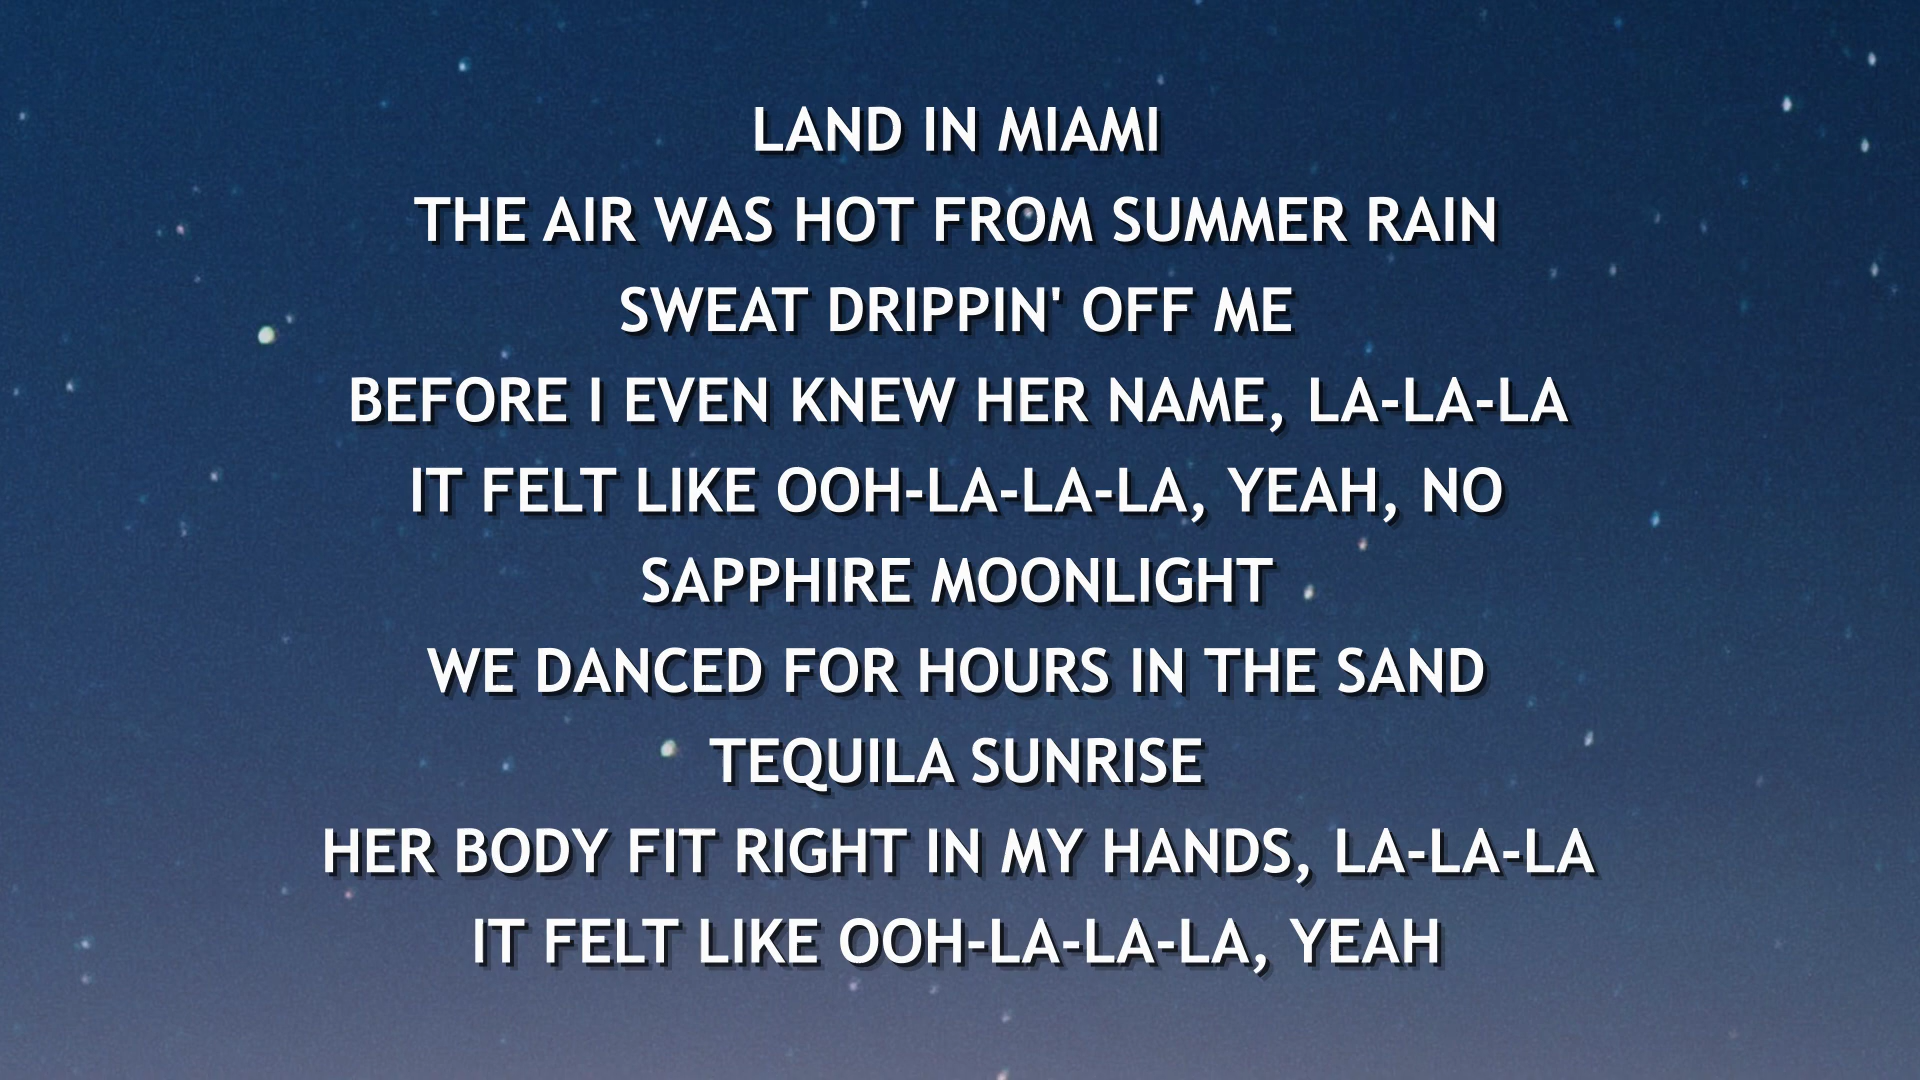 LAND IN MIAMI
THE AIR WAS HOT FROM SUMMER RAIN
SWEAT DRIPPIN' OFF ME
BEFORE I EVEN KNEW HER NAME, LA-LA-LA
IT FELT LIKE OOH-LA-LA-LA, YEAH, NO
SAPPHIRE MOONLIGHT
WE DANCED FOR HOURS IN THE SAND
TEQUILA SUNRISE
HER BODY FIT RIGHT IN MY HANDS, LA-LA-LA
IT FELT LIKE OOH-LA-LA-LA, YEAH